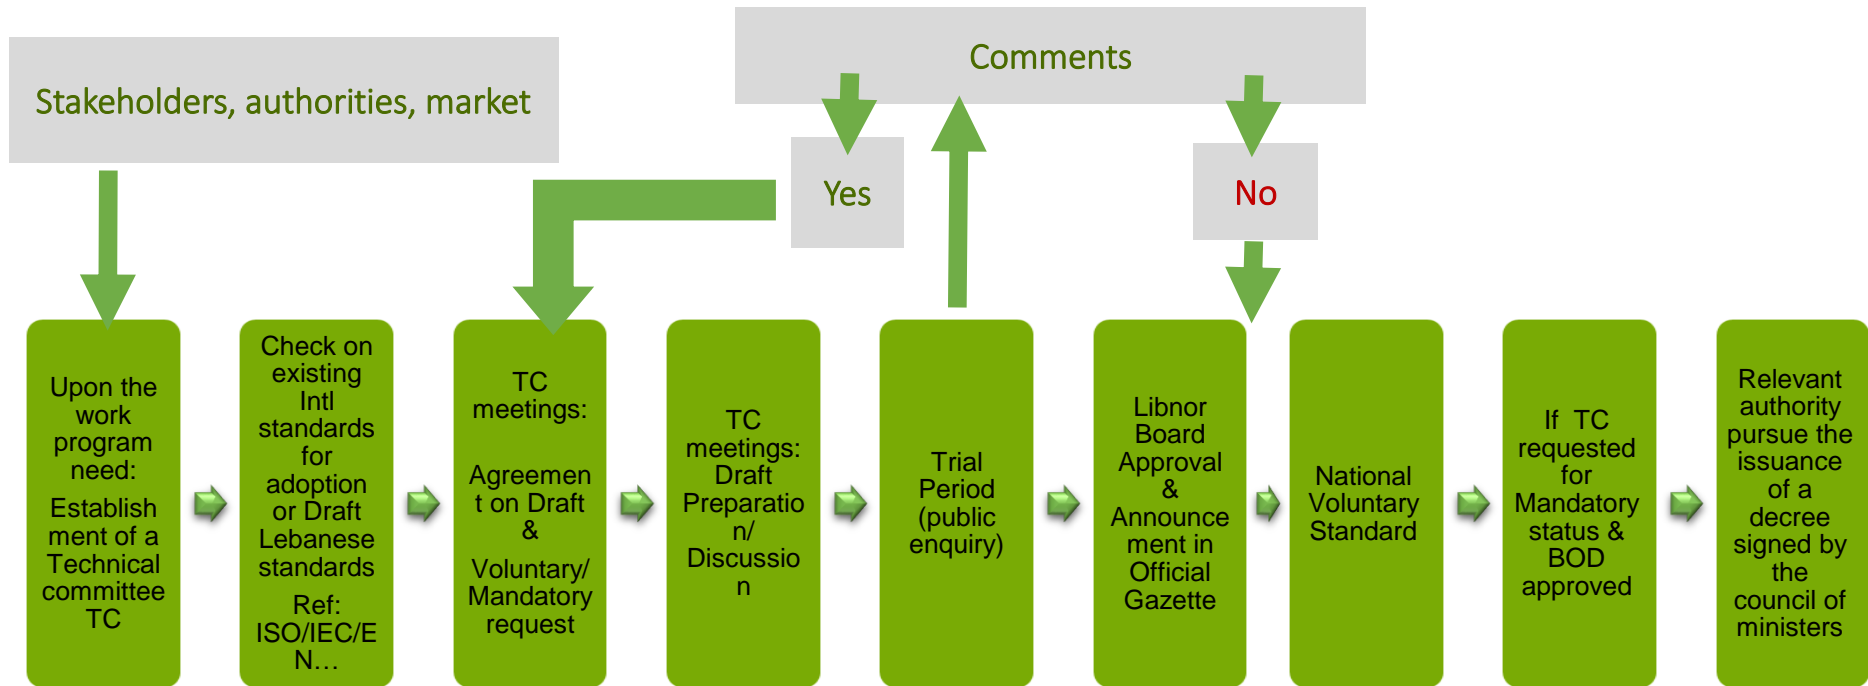 Stakeholders, authorities, market
Comments
Yes
No
Upon the
work
program
need:
Establish
ment of a
Technical
committee
TC
Check on
existing
Intl
standards
for
adoption
or Draft
Lebanese
standards
Ref:
ISO/IEC/E
N…
TC
meetings:
Agreemen
t on Draft
&
Voluntary/
Mandatory
request
TC
meetings:
Draft
Preparatio
n/
Discussio
n
Trial
Period
(public
enquiry)
Libnor
Board
Approval
&
Announce
ment in
Official
Gazette
National
Voluntary
Standard
If  TC
requested
for
Mandatory
status &
BOD
approved
Relevant
authority
pursue the
issuance
of a
decree
signed by
the
council of
ministers